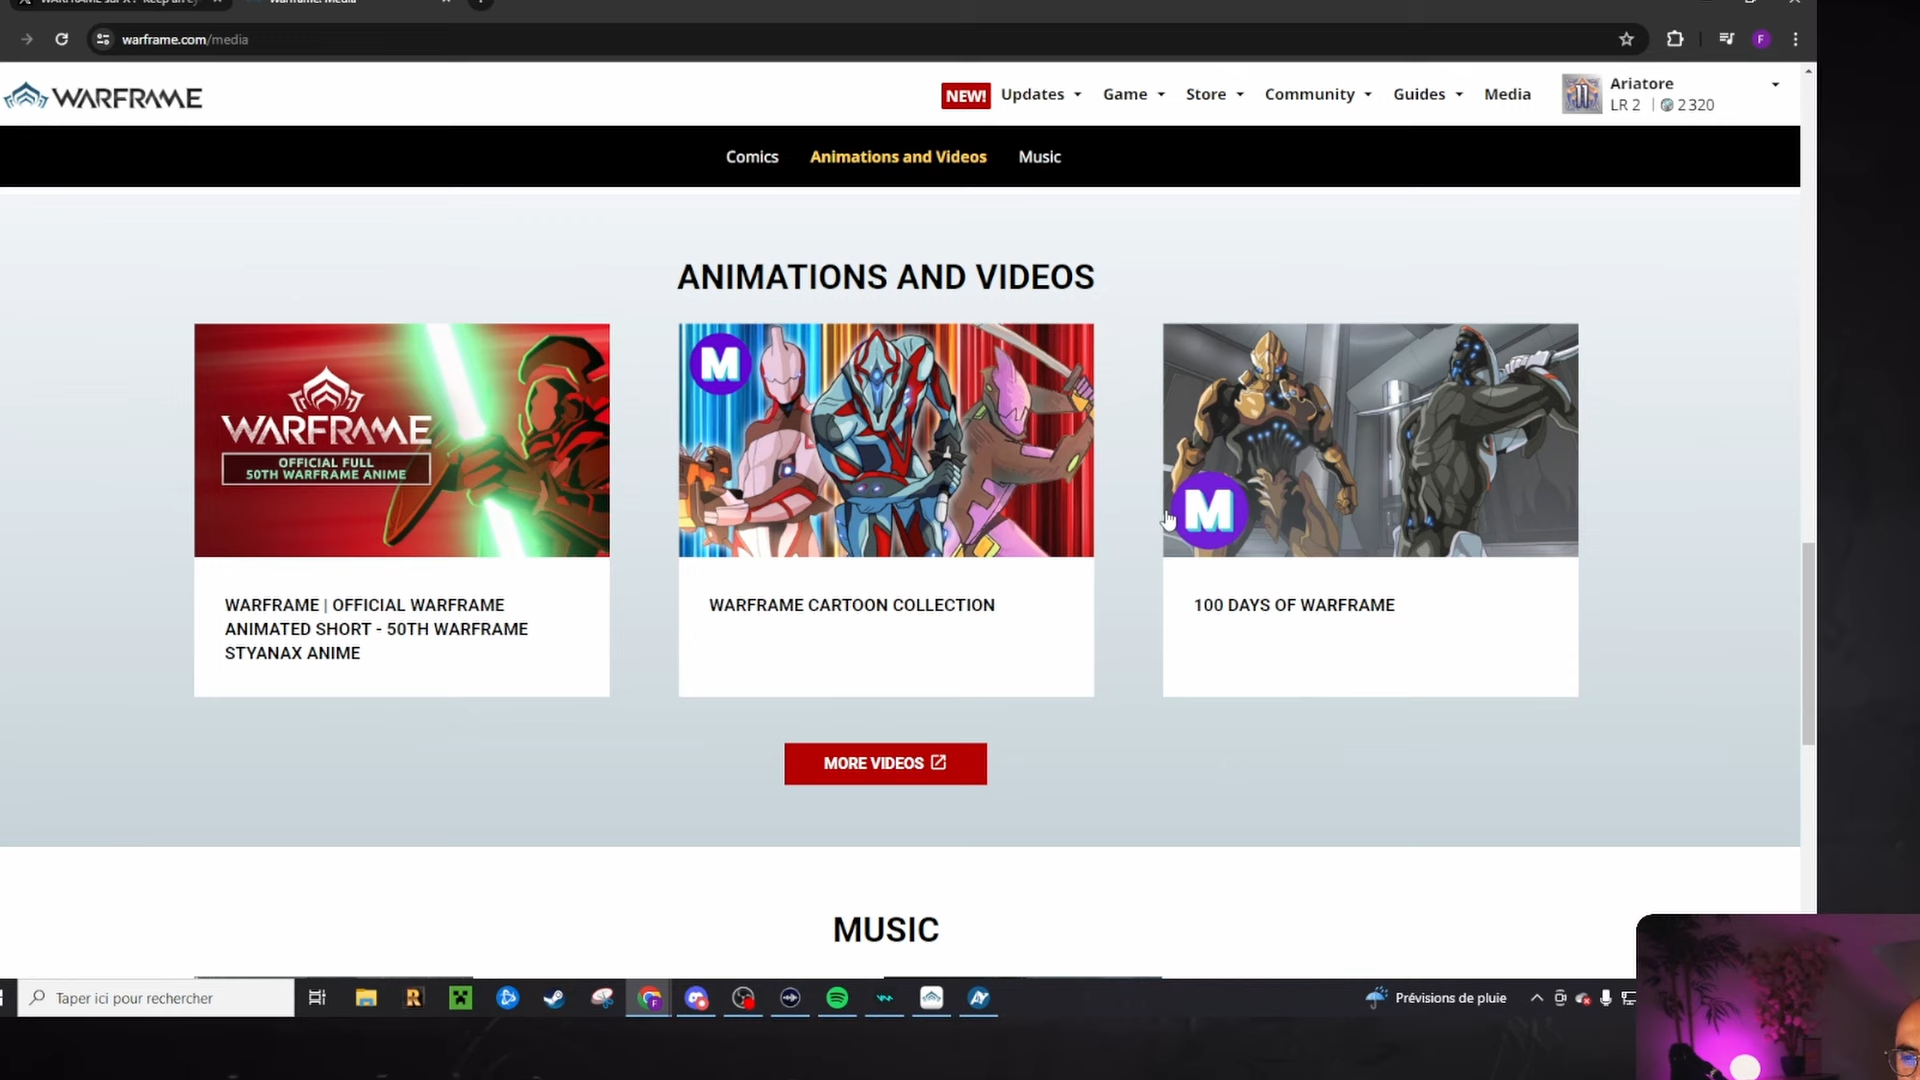 warframe.com/media
WARFRAME
NEW! Updates Game Store Community Guides Media
Ariatore
LR 2 | 2 320
Comics Animations and Videos Music
ANIMATIONS AND VIDEOS
WARFRAME
OFFICIAL FULL
50TH WARFRAME ANIME
M
M
WARFRAME | OFFICIAL WARFRAME
ANIMATED SHORT - 50TH WARFRAME
STYANAX ANIME
WARFRAME CARTOON COLLECTION
100 DAYS OF WARFRAME
MORE VIDEOS
MUSIC
Taper ici pour rechercher
Prévisions de pluie